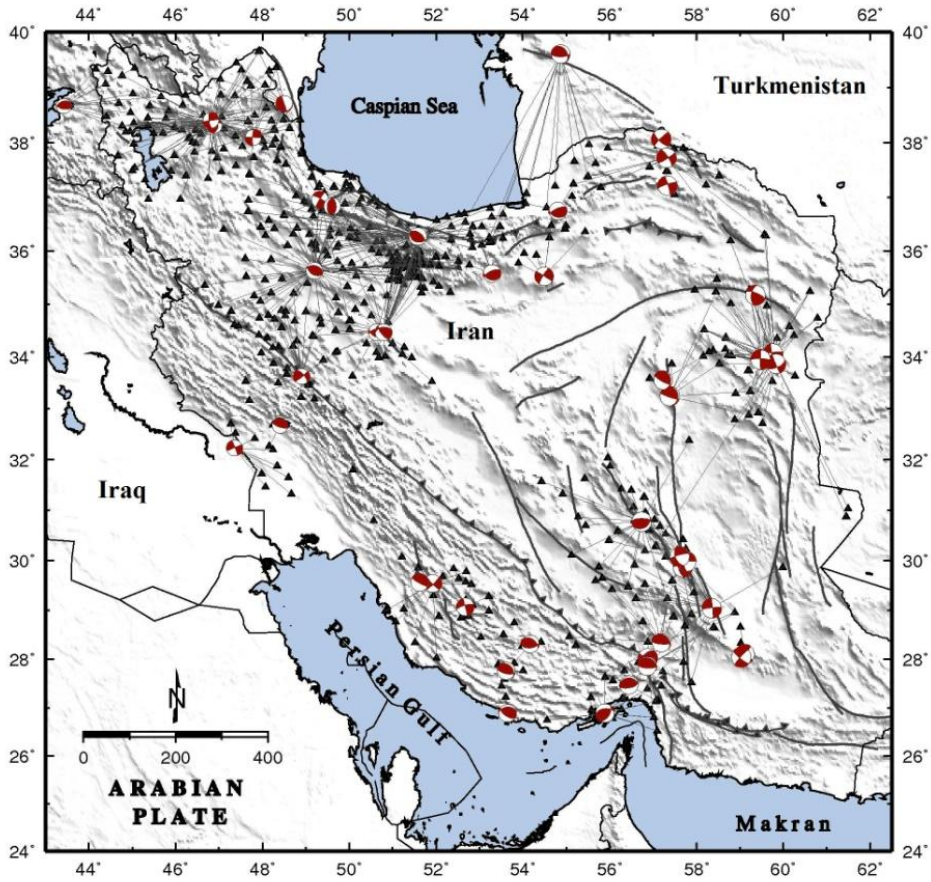 44° 46° 48° 50° 52° 54° 56° 58° 60° 62°
40° 40°
Turkmenistan
Caspian Sea
38° 38°
36° 36°
Iran
34° 34°
32° 32°
Iraq
30° 30°
Persian Gulf
28° 28°
N
0 200 400
26° 26°
ARABIAN
PLATE
Makran
24° 24°
44° 46° 48° 50° 52° 54° 56° 58° 60° 62°